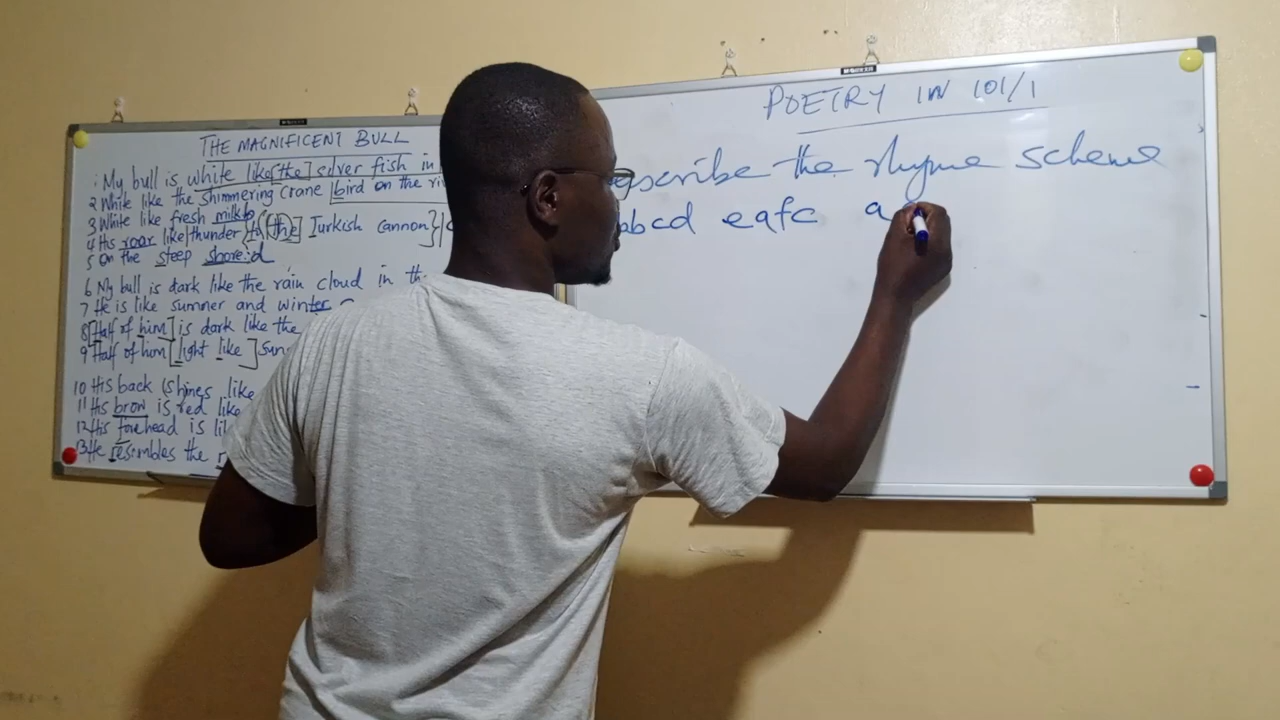 THE MAGNIFICENT BULL
1 My bull is white like [the] silver fish in
2 White like the shimmering crane bird on the
3 White like fresh milk
4 His roar like thunder to [the] Turkish cannon
5 On the steep shore
6 My bull is dark like the rain cloud in
7 He is like summer and winter
8 [Half of him] is dark like the
9 Half of him [light like]
10 His back shines like
11 His brow is red like
12 His forehead is
13 He resembles the
POETRY IN 101/1
the rhyme scheme
eafc a